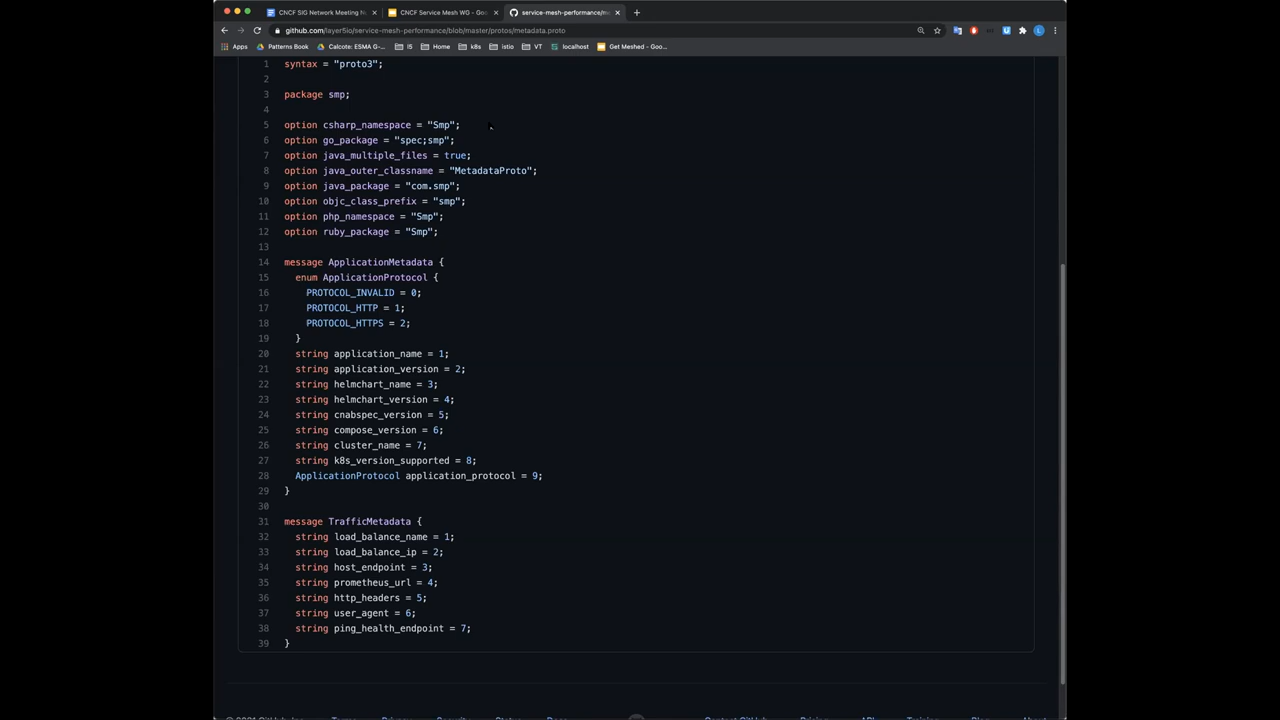 CNCF SIG Network Meeting N
CNCF Service Mesh WG - Goo
service-mesh-performance/me
github.com/layer5io/service-mesh-performance/blob/master/protos/metadata.proto
Apps Patterns Book Calcote: ESMA G-... l5 Home k8s istio VT localhost Get Meshed - Goo...
1 syntax = "proto3";
2
3 package smp;
4
5 option csharp_namespace = "Smp";
6 option go_package = "spec;smp";
7 option java_multiple_files = true;
8 option java_outer_classname = "MetadataProto";
9 option java_package = "com.smp";
10 option objc_class_prefix = "smp";
11 option php_namespace = "Smp";
12 option ruby_package = "Smp";
13
14 message ApplicationMetadata {
15 enum ApplicationProtocol {
16 PROTOCOL_INVALID = 0;
17 PROTOCOL_HTTP = 1;
18 PROTOCOL_HTTPS = 2;
19 }
20 string application_name = 1;
21 string application_version = 2;
22 string helmchart_name = 3;
23 string helmchart_version = 4;
24 string cnabspec_version = 5;
25 string compose_version = 6;
26 string cluster_name = 7;
27 string k8s_version_supported = 8;
28 ApplicationProtocol application_protocol = 9;
29 }
30
31 message TrafficMetadata {
32 string load_balance_name = 1;
33 string load_balance_ip = 2;
34 string host_endpoint = 3;
35 string prometheus_url = 4;
36 string http_headers = 5;
37 string user_agent = 6;
38 string ping_health_endpoint = 7;
39 }